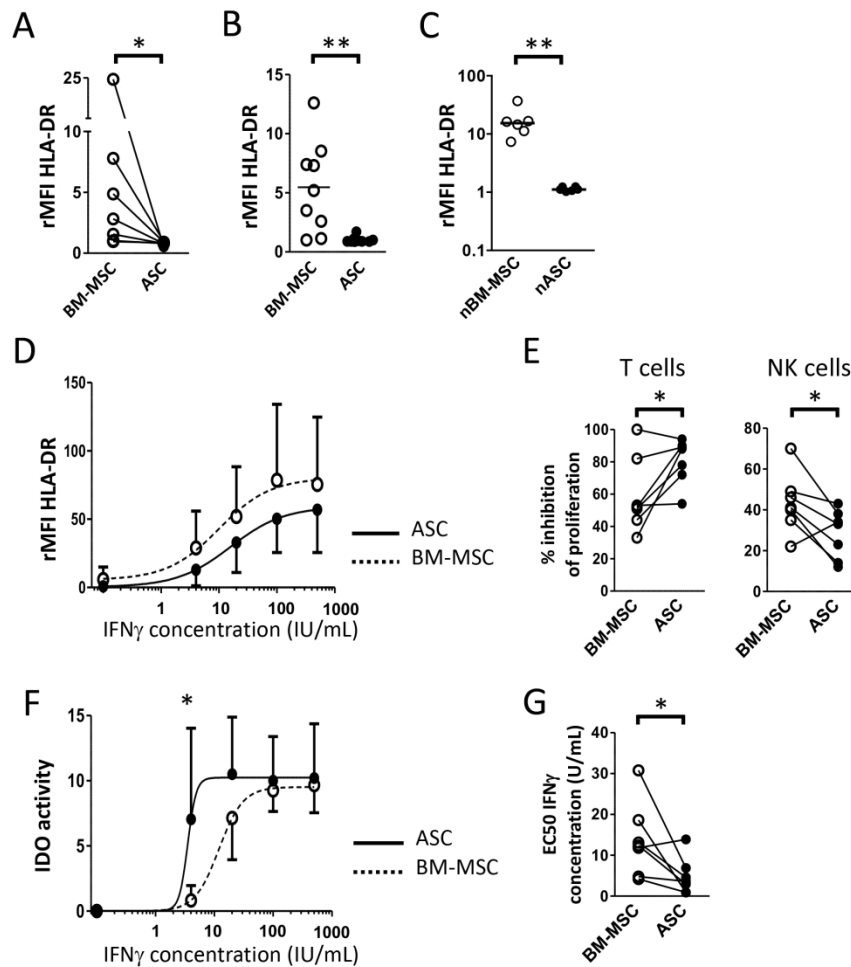 A
*
rMFI HLA-DR
25
10
5
0
BM-MSC
ASC
B
**
rMFI HLA-DR
15
10
5
0
BM-MSC
ASC
C
**
rMFI HLA-DR
100
10
1
0.1
nBM-MSC
nASC
D
rMFI HLA-DR
150
100
50
0
1
10
100
1000
IFNγ concentration (IU/mL)
ASC
BM-MSC
E
T cells
*
% inhibition
of proliferation
100
80
60
40
20
0
BM-MSC
ASC
NK cells
*
80
60
40
20
0
BM-MSC
ASC
F
*
IDO activity
15
10
5
0
1
10
100
1000
IFNγ concentration (IU/mL)
ASC
BM-MSC
G
*
EC50 IFNγ
concentration (U/mL)
40
30
20
10
0
BM-MSC
ASC